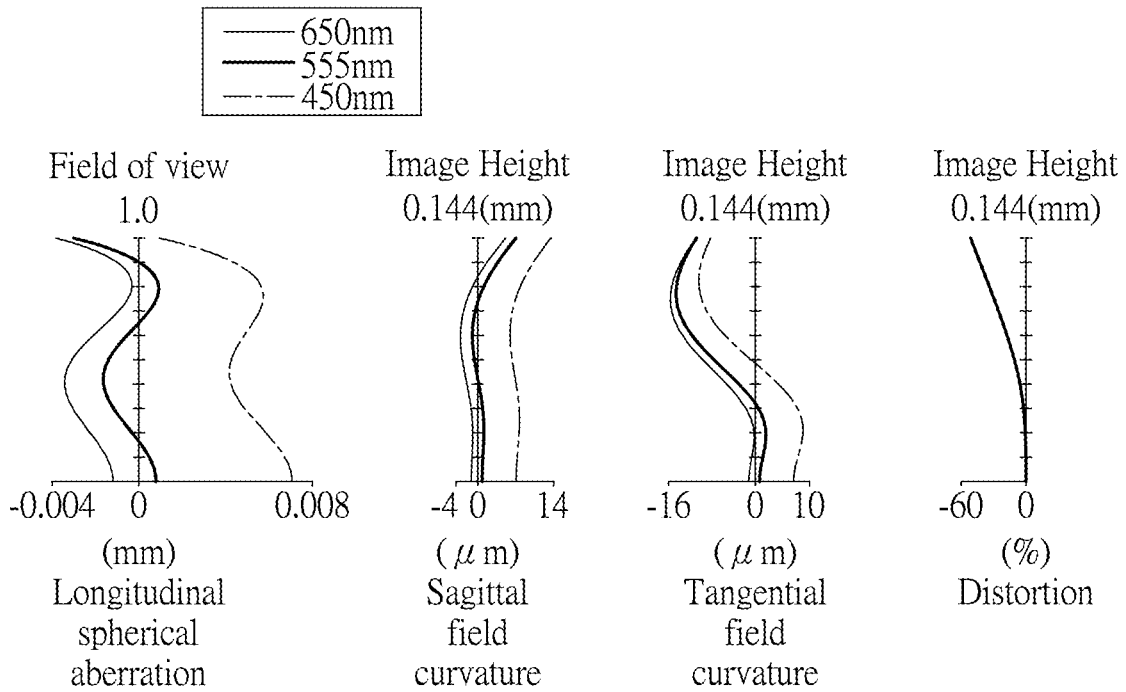 650nm
555nm
450nm
Field of view
1.0
Image Height
0.144(mm)
Image Height
0.144(mm)
Image Height
0.144(mm)
-0.004 0 0.008
-4 0 14
-16 0 10
-60 0
(mm)
Longitudinal
spherical
aberration
(μm)
Sagittal
field
curvature
(μm)
Tangential
field
curvature
(%)
Distortion